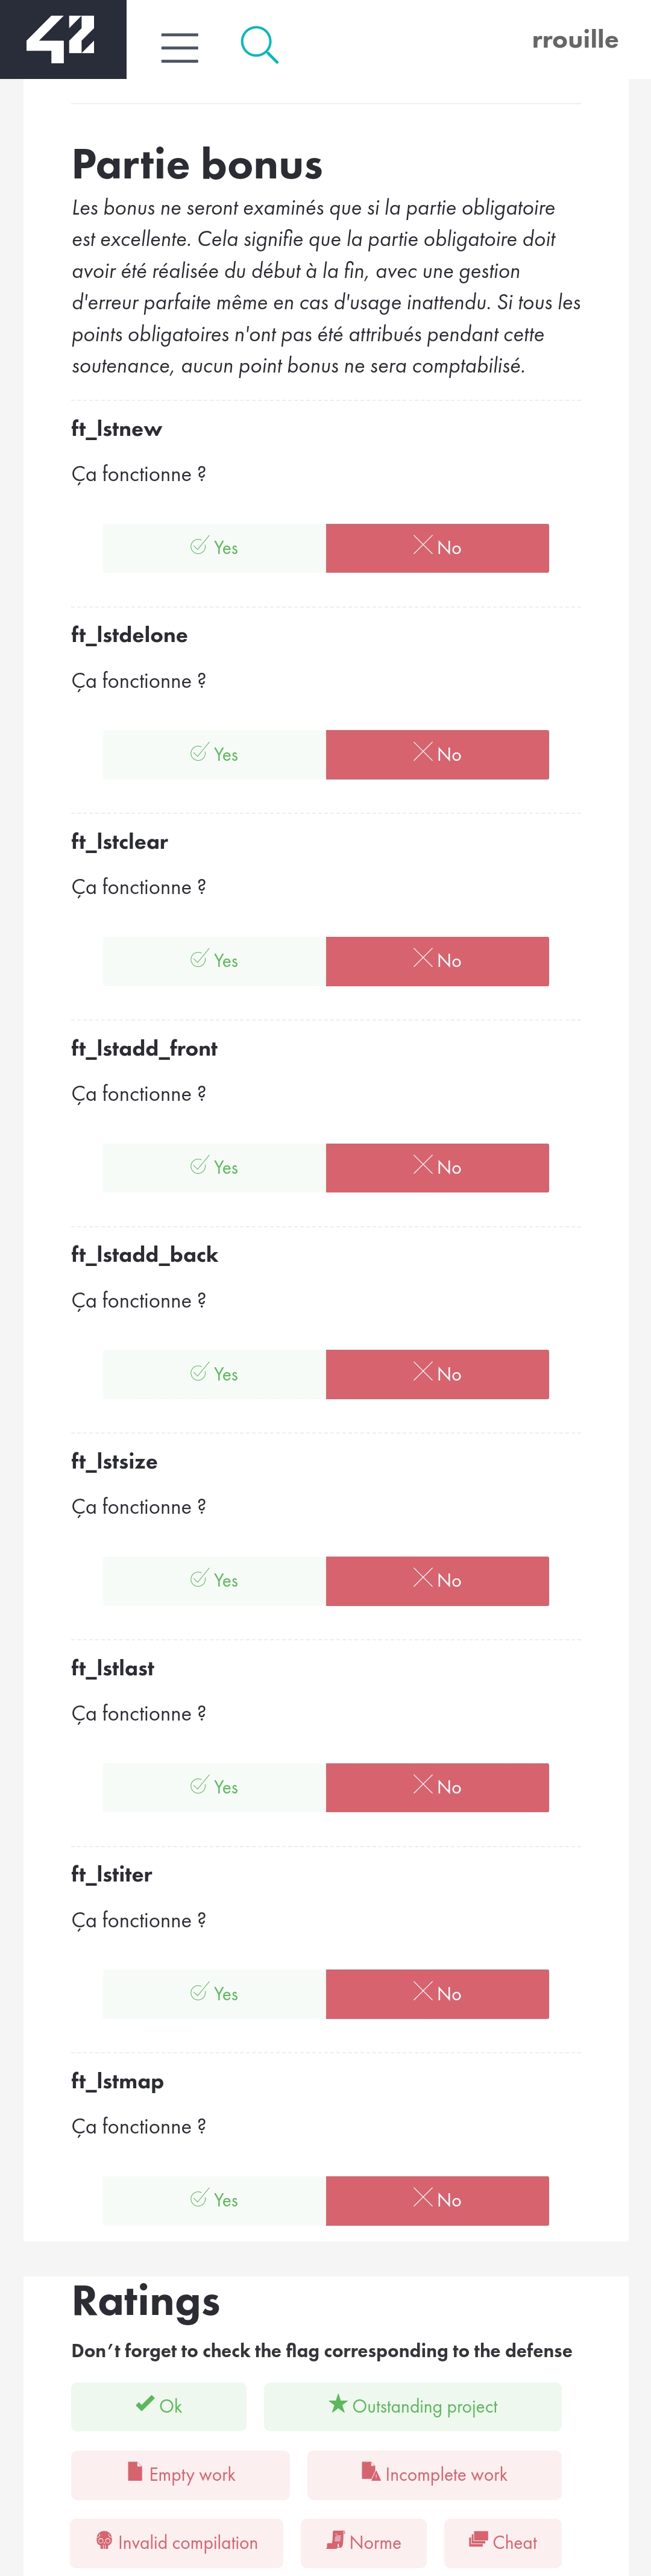 42
rrouille
Partie bonus
Les bonus ne seront examinés que si la partie obligatoire
est excellente. Cela signifie que la partie obligatoire doit
avoir été réalisée du début à la fin, avec une gestion
d'erreur parfaite même en cas d'usage inattendu. Si tous les
points obligatoires n'ont pas été attribués pendant cette
soutenance, aucun point bonus ne sera comptabilisé.
ft_lstnew
Ça fonctionne ?
Yes No
ft_lstdelone
Ça fonctionne ?
Yes No
ft_lstclear
Ça fonctionne ?
Yes No
ft_lstadd_front
Ça fonctionne ?
Yes No
ft_lstadd_back
Ça fonctionne ?
Yes No
ft_lstsize
Ça fonctionne ?
Yes No
ft_lstlast
Ça fonctionne ?
Yes No
ft_lstiter
Ça fonctionne ?
Yes No
ft_lstmap
Ça fonctionne ?
Yes No
Ratings
Don’t forget to check the flag corresponding to the defense
Ok Outstanding project
Empty work Incomplete work
Invalid compilation Norme Cheat